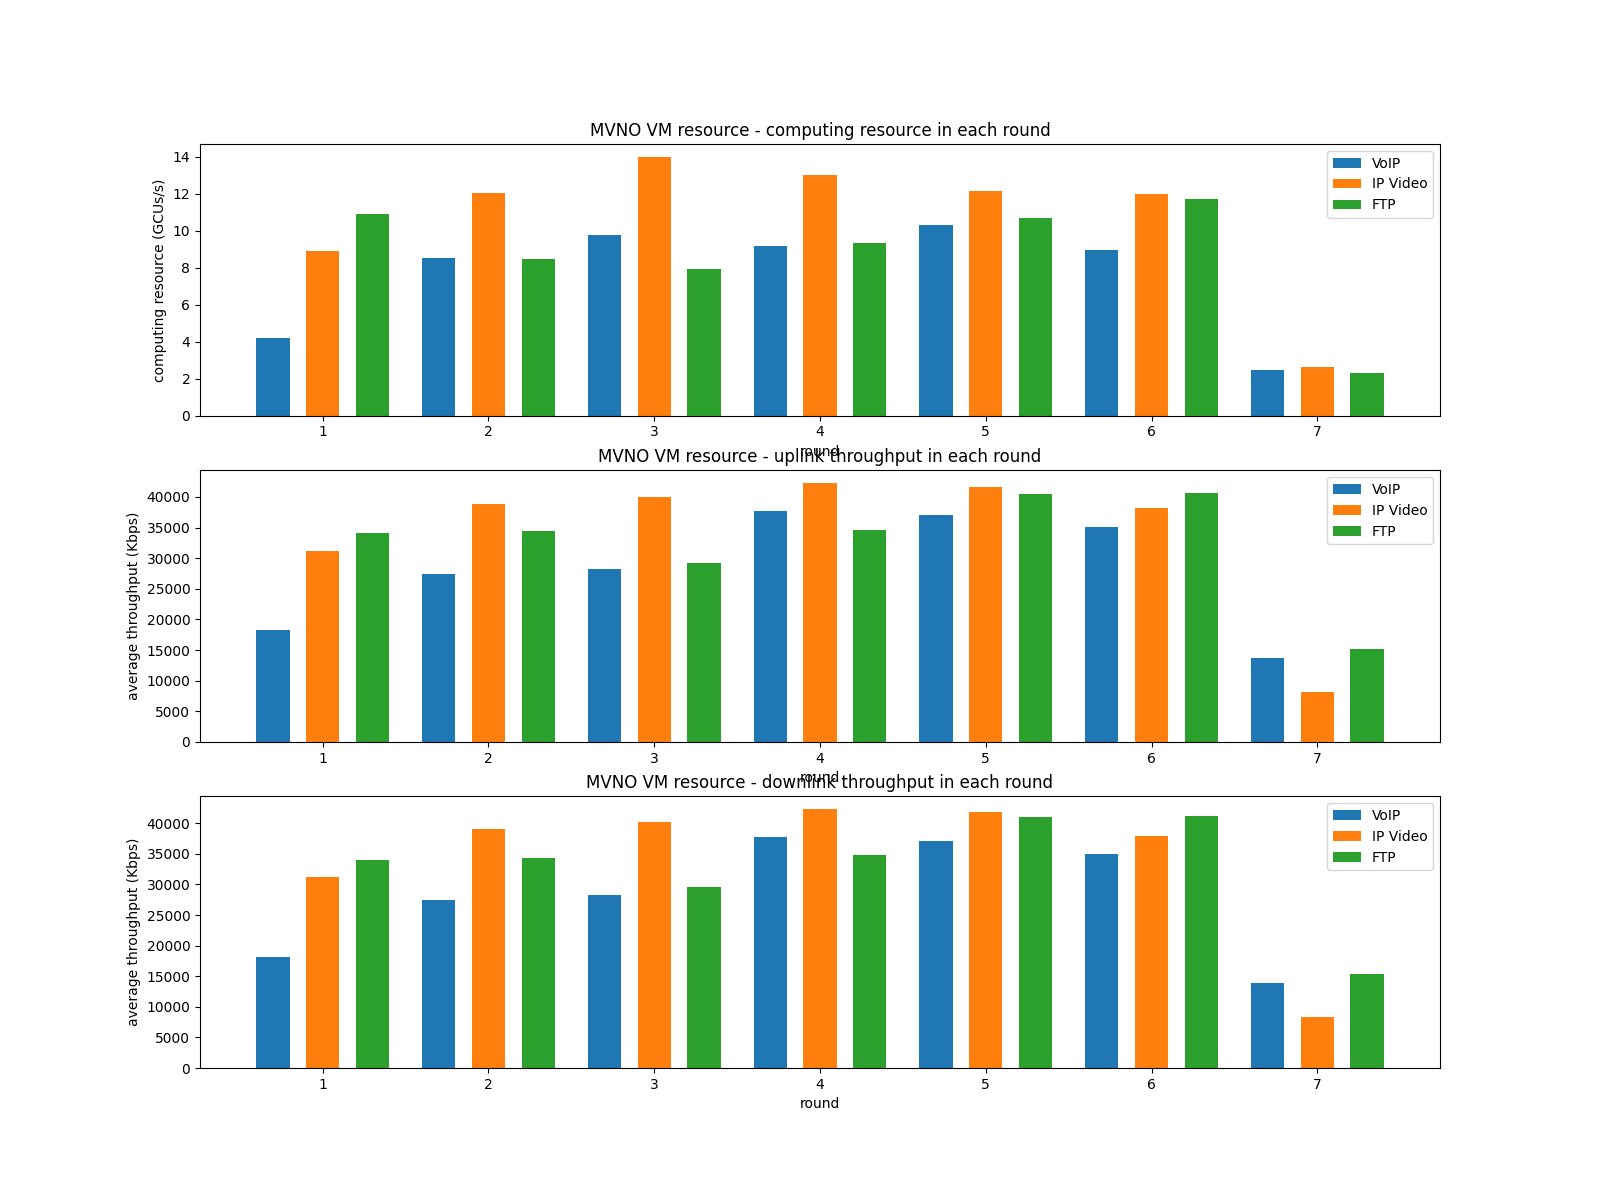 MVNO VM resource - computing resource in each round
computing resource (GCUs/s)
14
12
10
8
6
4
2
0
VoIP
IP Video
FTP
1 2 3 4 5 6 7
round
MVNO VM resource - uplink throughput in each round
average throughput (Kbps)
40000
35000
30000
25000
20000
15000
10000
5000
0
VoIP
IP Video
FTP
1 2 3 4 5 6 7
round
MVNO VM resource - downlink throughput in each round
average throughput (Kbps)
40000
35000
30000
25000
20000
15000
10000
5000
0
VoIP
IP Video
FTP
1 2 3 4 5 6 7
round